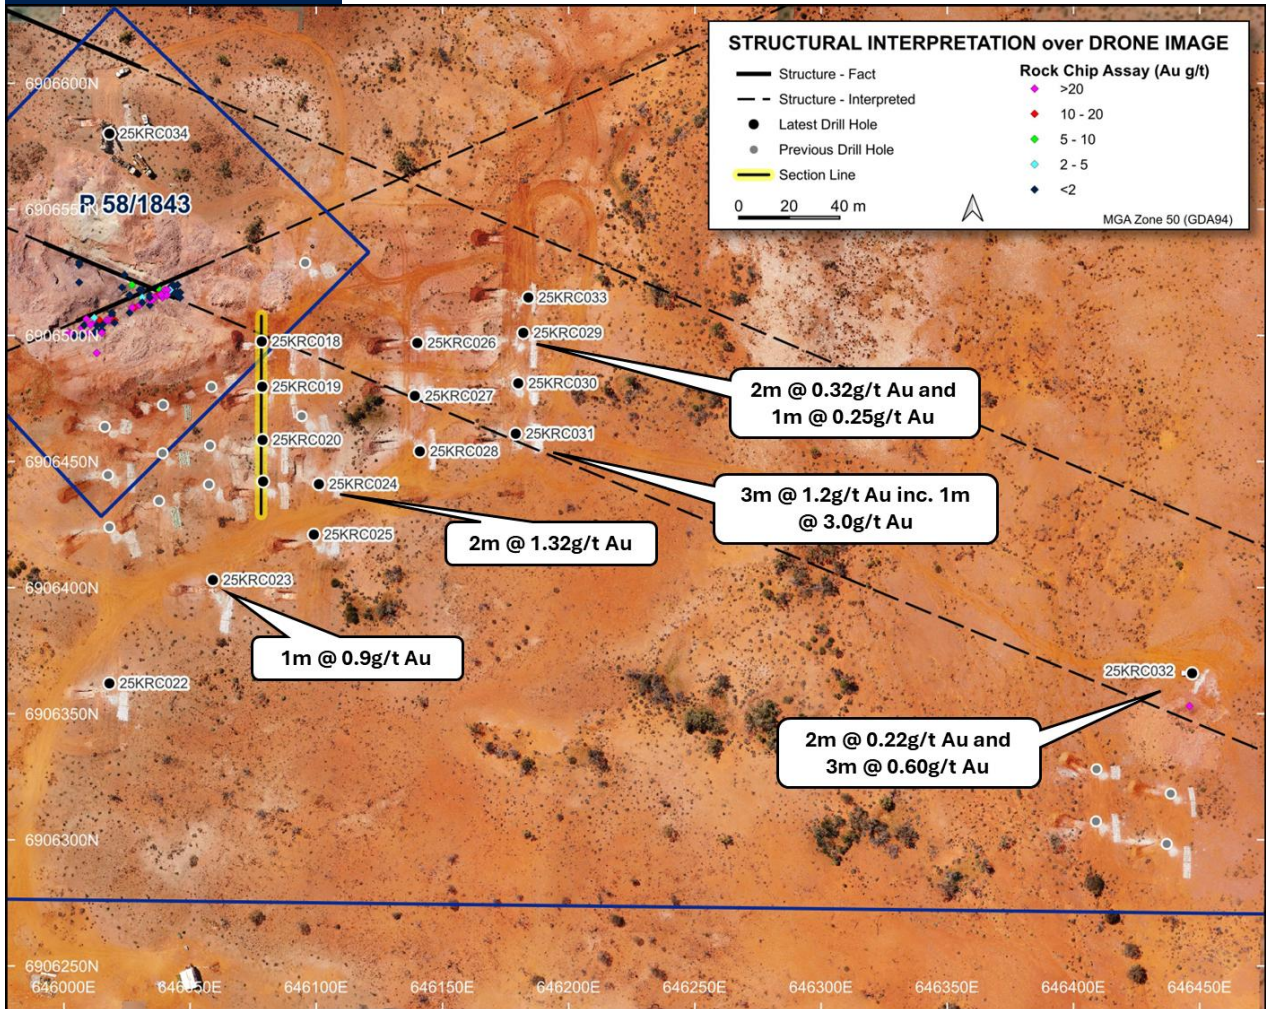 STRUCTURAL INTERPRETATION over DRONE IMAGE
Structure - Fact
Structure - Interpreted
Latest Drill Hole
Previous Drill Hole
Section Line
0 20 40 m
Rock Chip Assay (Au g/t)
>20
10 - 20
5 - 10
2 - 5
<2
MGA Zone 50 (GDA94)
6906600N
25KRC034
P 58/1843
6906550N
25KRC033
6906500N
25KRC018
25KRC026
25KRC029
2m @ 0.32g/t Au and
1m @ 0.25g/t Au
25KRC019
25KRC027
25KRC030
25KRC020
25KRC028
25KRC031
6906450N
25KRC024
3m @ 1.2g/t Au inc. 1m
@ 3.0g/t Au
25KRC025
2m @ 1.32g/t Au
6906400N
25KRC023
1m @ 0.9g/t Au
25KRC022
25KRC032
6906350N
2m @ 0.22g/t Au and
3m @ 0.60g/t Au
6906300N
6906250N
646000E 646050E 646100E 646150E 646200E 646250E 646300E 646350E 646400E 646450E